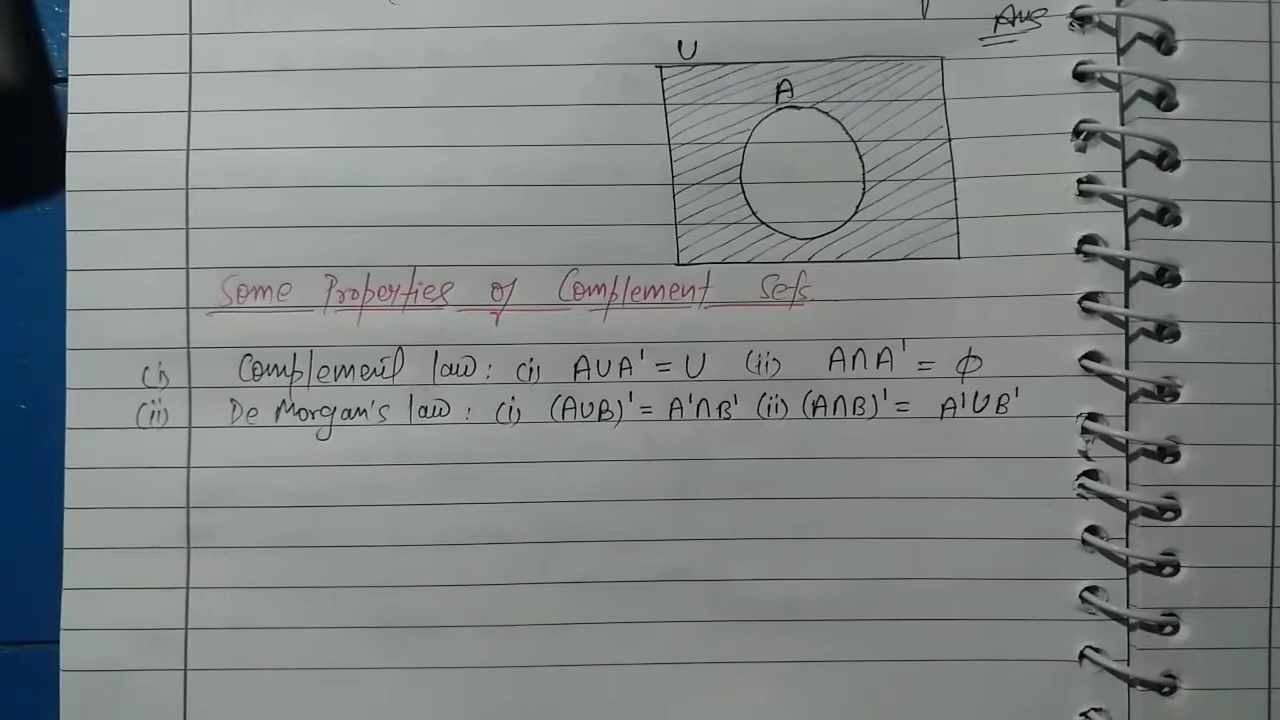 Ans
U
A
Some Properties of Complement Sets
(i) Complement law: (i) A∪A' = U (ii) A∩A' = ϕ
(ii) De Morgan's law: (i) (A∪B)' = A'∩B' (ii) (A∩B)' = A'∪B'